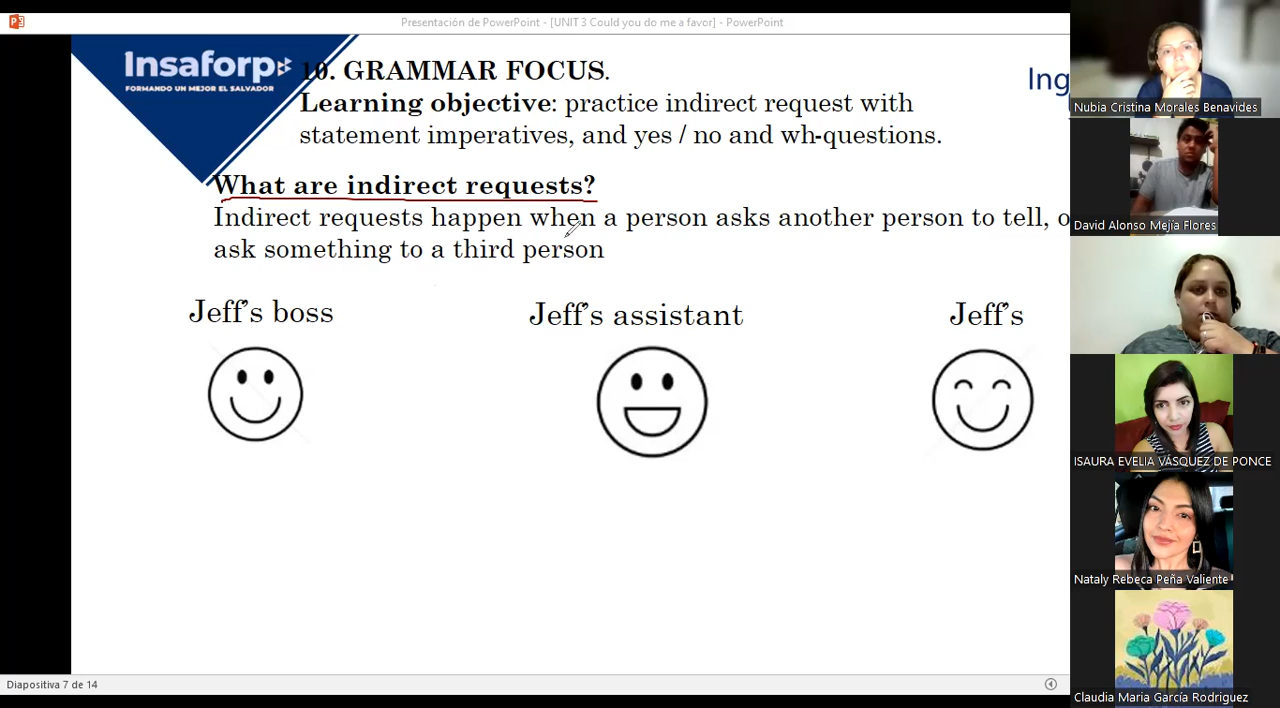 Presentación de PowerPoint - [UNIT 3 Could you do me a favor] - PowerPoint
Insaforp
FORMANDO UN MEJOR EL SALVADOR
10. GRAMMAR FOCUS.
Ing
Learning objective: practice indirect request with
statement imperatives, and yes / no and wh-questions.
What are indirect requests?
Indirect requests happen when a person asks another person to tell, o
ask something to a third person
Jeff's boss
Jeff's assistant
Jeff's
Diapositiva 7 de 14
Nubia Cristina Morales Benavides
David Alonso Mejía Flores
ISAURA EVELIA VÁSQUEZ DE PONCE
Nataly Rebeca Peña Valiente
Claudia Maria García Rodriguez